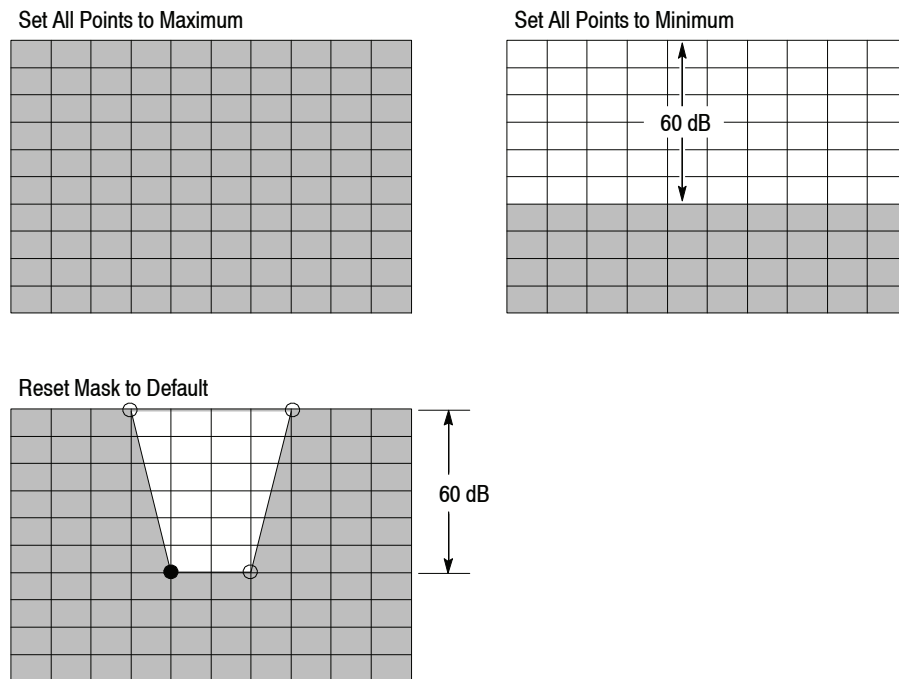 Set All Points to Maximum
Set All Points to Minimum
60 dB
Reset Mask to Default
60 dB